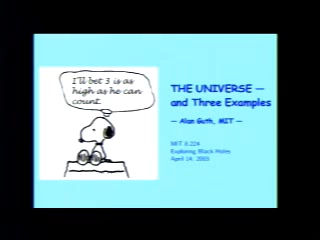 I'll bet 3 is as
high as he can
count.
THE UNIVERSE —
and Three Examples
— Alan Guth, MIT —
MIT 8.224
Exploring Black Holes
April 14, 2003